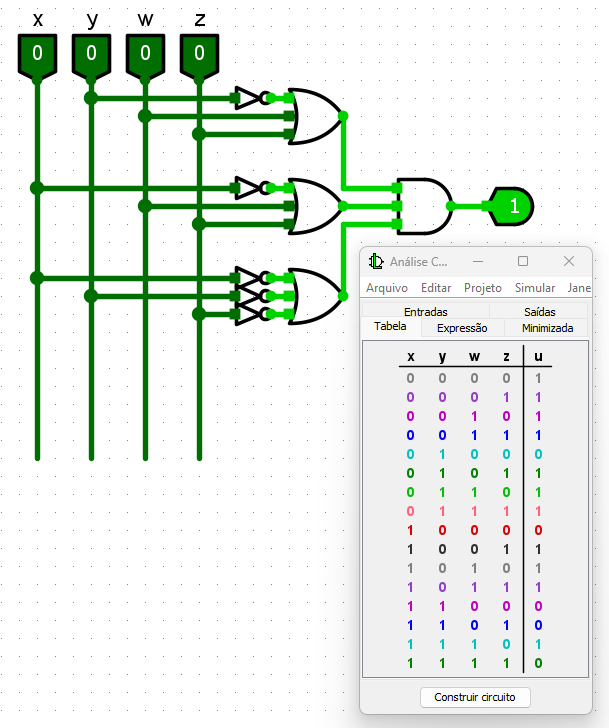 x y w z
0 0 0 0
1
Análise C...
Arquivo Editar Projeto Simular Jane
Entradas Saídas
Tabela Expressão Minimizada
x y w z u
0 0 0 0 1
0 0 0 1 1
0 0 1 0 1
0 0 1 1 1
0 1 0 0 0
0 1 0 1 1
0 1 1 0 1
0 1 1 1 1
1 0 0 0 0
1 0 0 1 1
1 0 1 0 1
1 0 1 1 1
1 1 0 0 0
1 1 0 1 0
1 1 1 0 1
1 1 1 1 0
Construir circuito